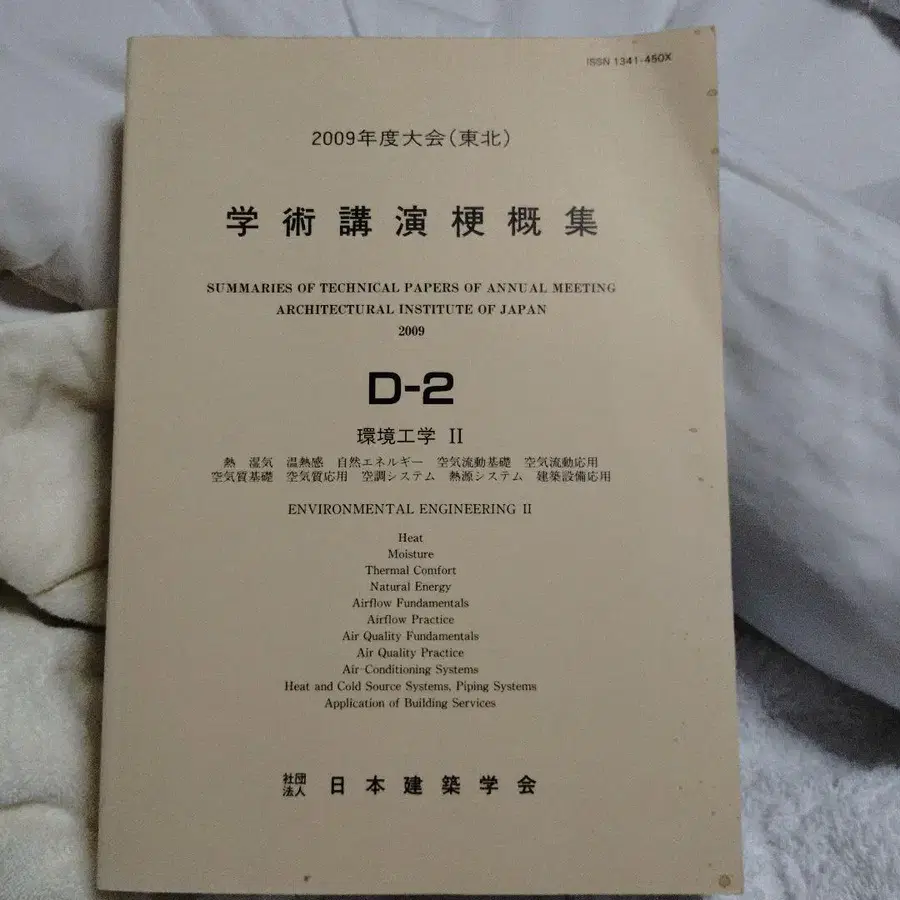 ISSN 1341-450X
2009年度大会(東北)
学術講演梗概集
SUMMARIES OF TECHNICAL PAPERS OF ANNUAL MEETING
ARCHITECTURAL INSTITUTE OF JAPAN
2009
D-2
環境工学 II
熱 湿気 温熱感 自然エネルギー 空気流動基礎 空気流動応用
空気質基礎 空気質応用 空調システム 熱源システム 建築設備応用
ENVIRONMENTAL ENGINEERING II
Heat
Moisture
Thermal Comfort
Natural Energy
Airflow Fundamentals
Airflow Practice
Air Quality Fundamentals
Air Quality Practice
Air-Conditioning Systems
Heat and Cold Source Systems, Piping Systems
Application of Building Services
社団法人 日本建築学会